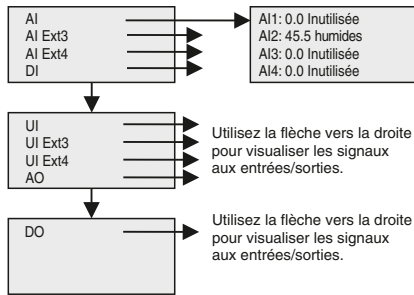 AI
AI Ext3
AI Ext4
DI
AI1: 0.0 Inutilisée
AI2: 45.5 humides
AI3: 0.0 Inutilisée
AI4: 0.0 Inutilisée
UI
UI Ext3
UI Ext4
AO
Utilisez la flèche vers la droite
pour visualiser les signaux
aux entrées/sorties.
DO
Utilisez la flèche vers la droite
pour visualiser les signaux
aux entrées/sorties.